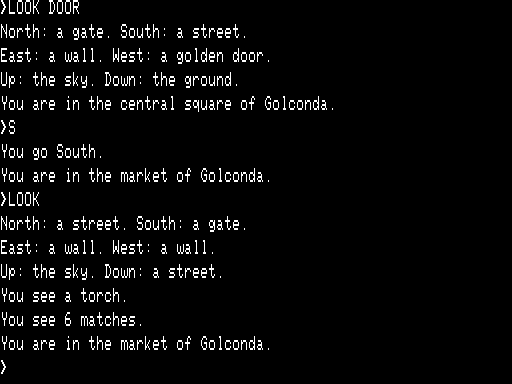 >LOOK DOOR
North: a gate. South: a street.
East: a wall. West: a golden door.
Up: the sky. Down: the ground.
You are in the central square of Golconda.
>S
You go South.
You are in the market of Golconda.
>LOOK
North: a street. South: a gate.
East: a wall. West: a wall.
Up: the sky. Down: a street.
You see a torch.
You see 6 matches.
You are in the market of Golconda.
>